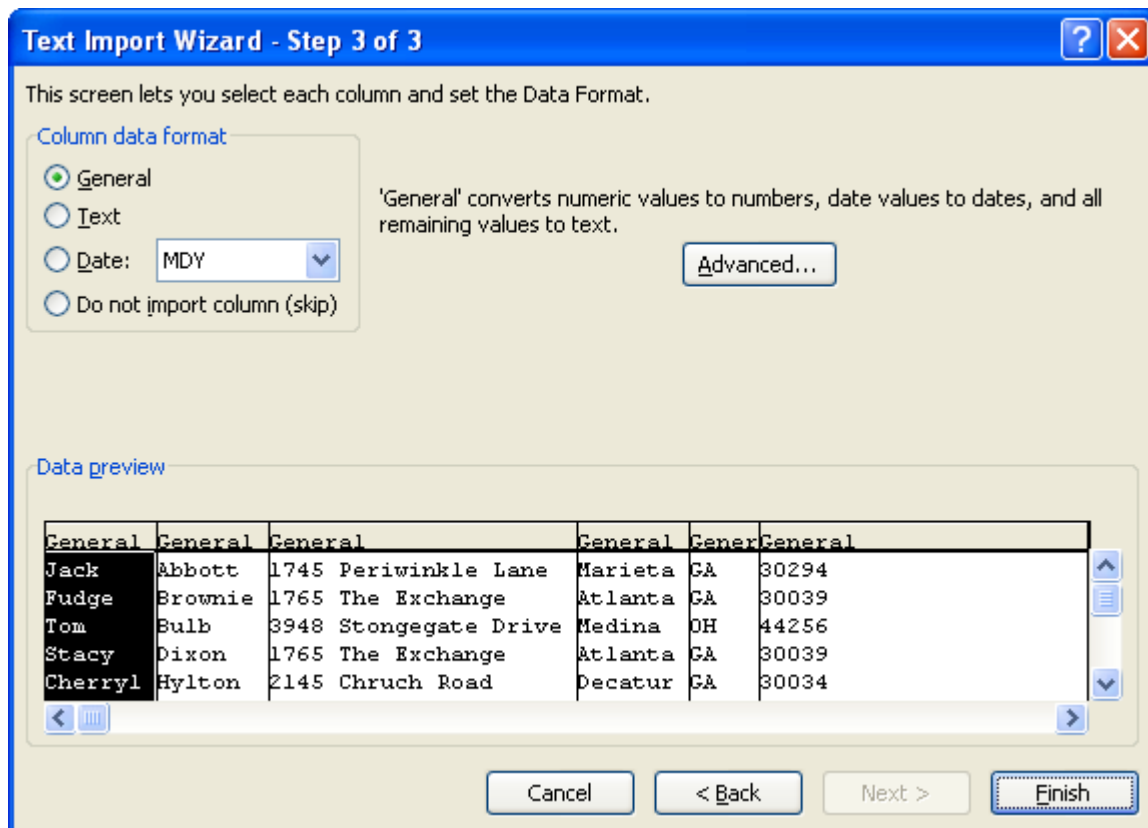 Text Import Wizard - Step 3 of 3
This screen lets you select each column and set the Data Format.
Column data format
General
Text
Date: MDY
Do not import column (skip)
'General' converts numeric values to numbers, date values to dates, and all
remaining values to text.
Advanced...
Data preview
General General General General Gener General
Jack Abbott 1745 Periwinkle Lane Marieta GA 30294
Fudge Brownie 1765 The Exchange Atlanta GA 30039
Tom Bulb 3948 Stongegate Drive Medina OH 44256
Stacy Dixon 1765 The Exchange Atlanta GA 30039
Cherryl Hylton 2145 Chruch Road Decatur GA 30034
Cancel < Back Next > Finish